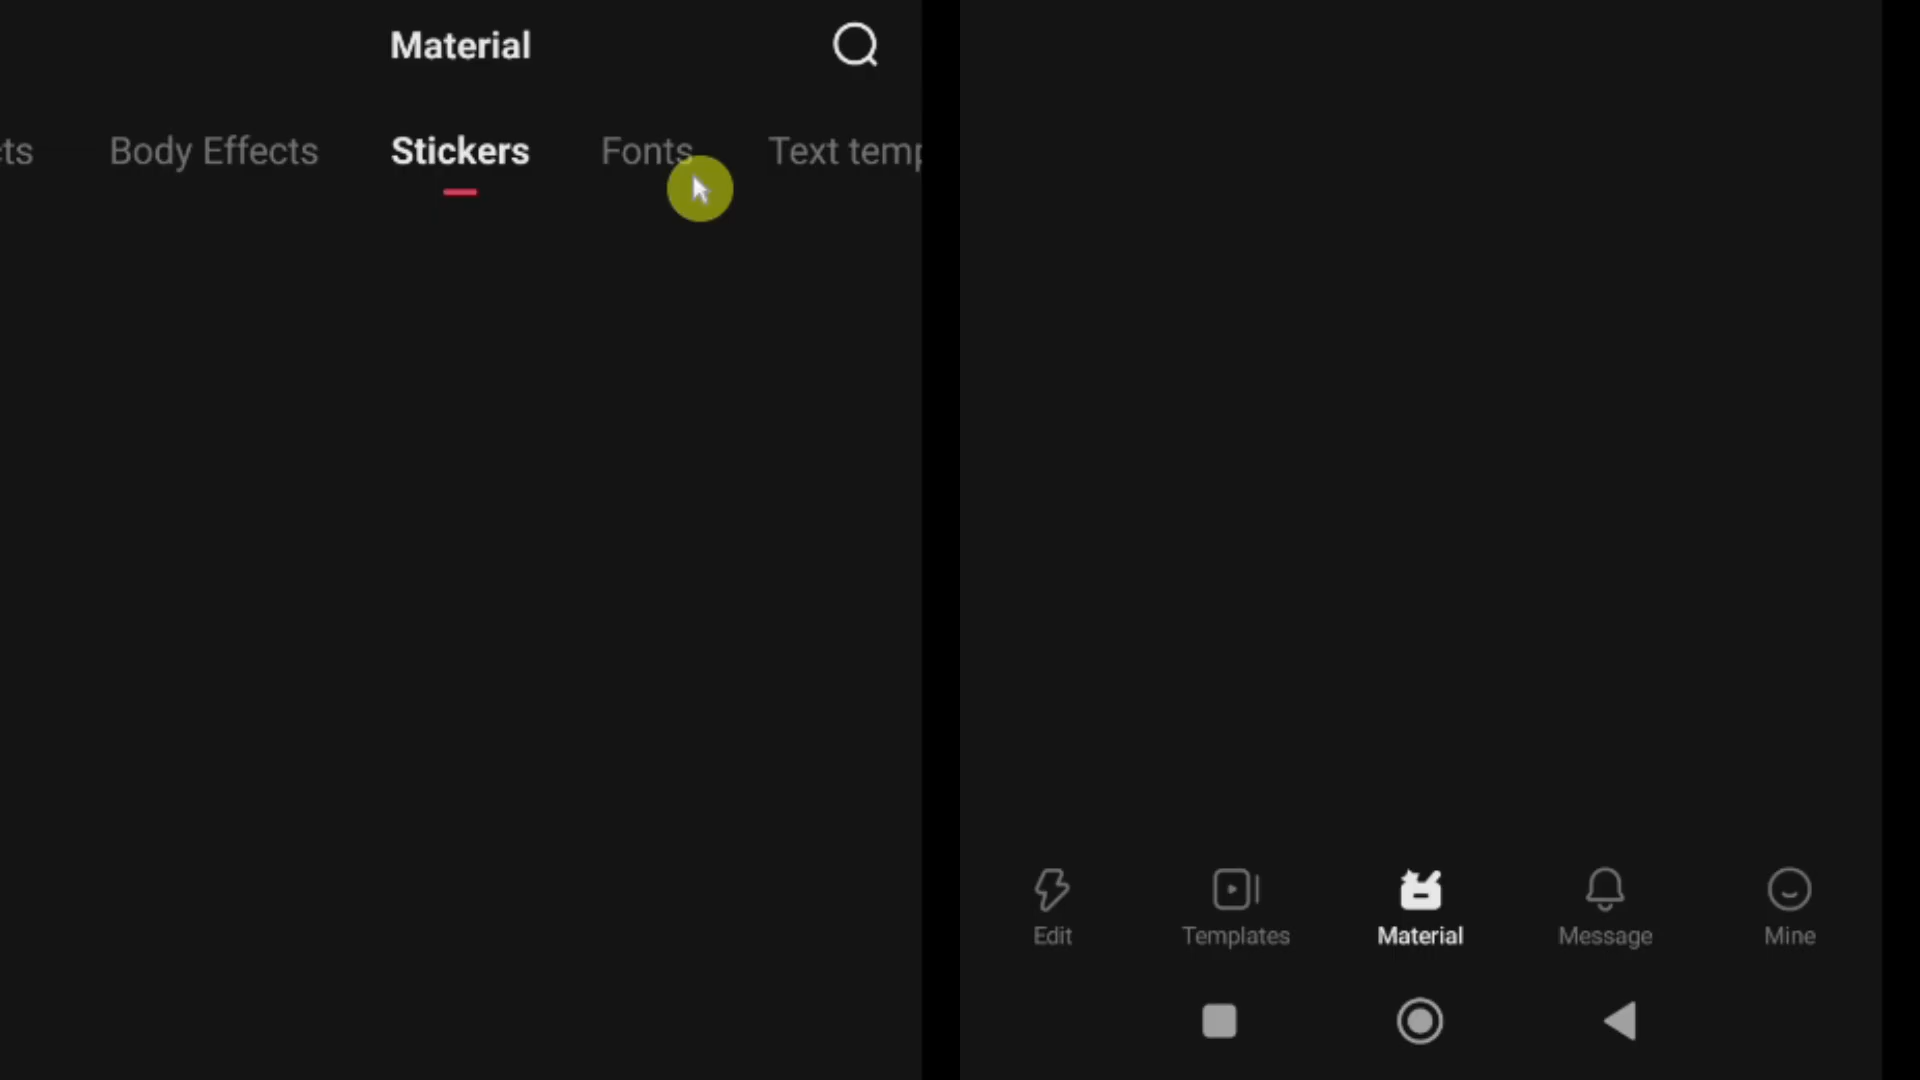 Material
ts Body Effects Stickers Fonts Text temp
Edit Templates Material Message Mine